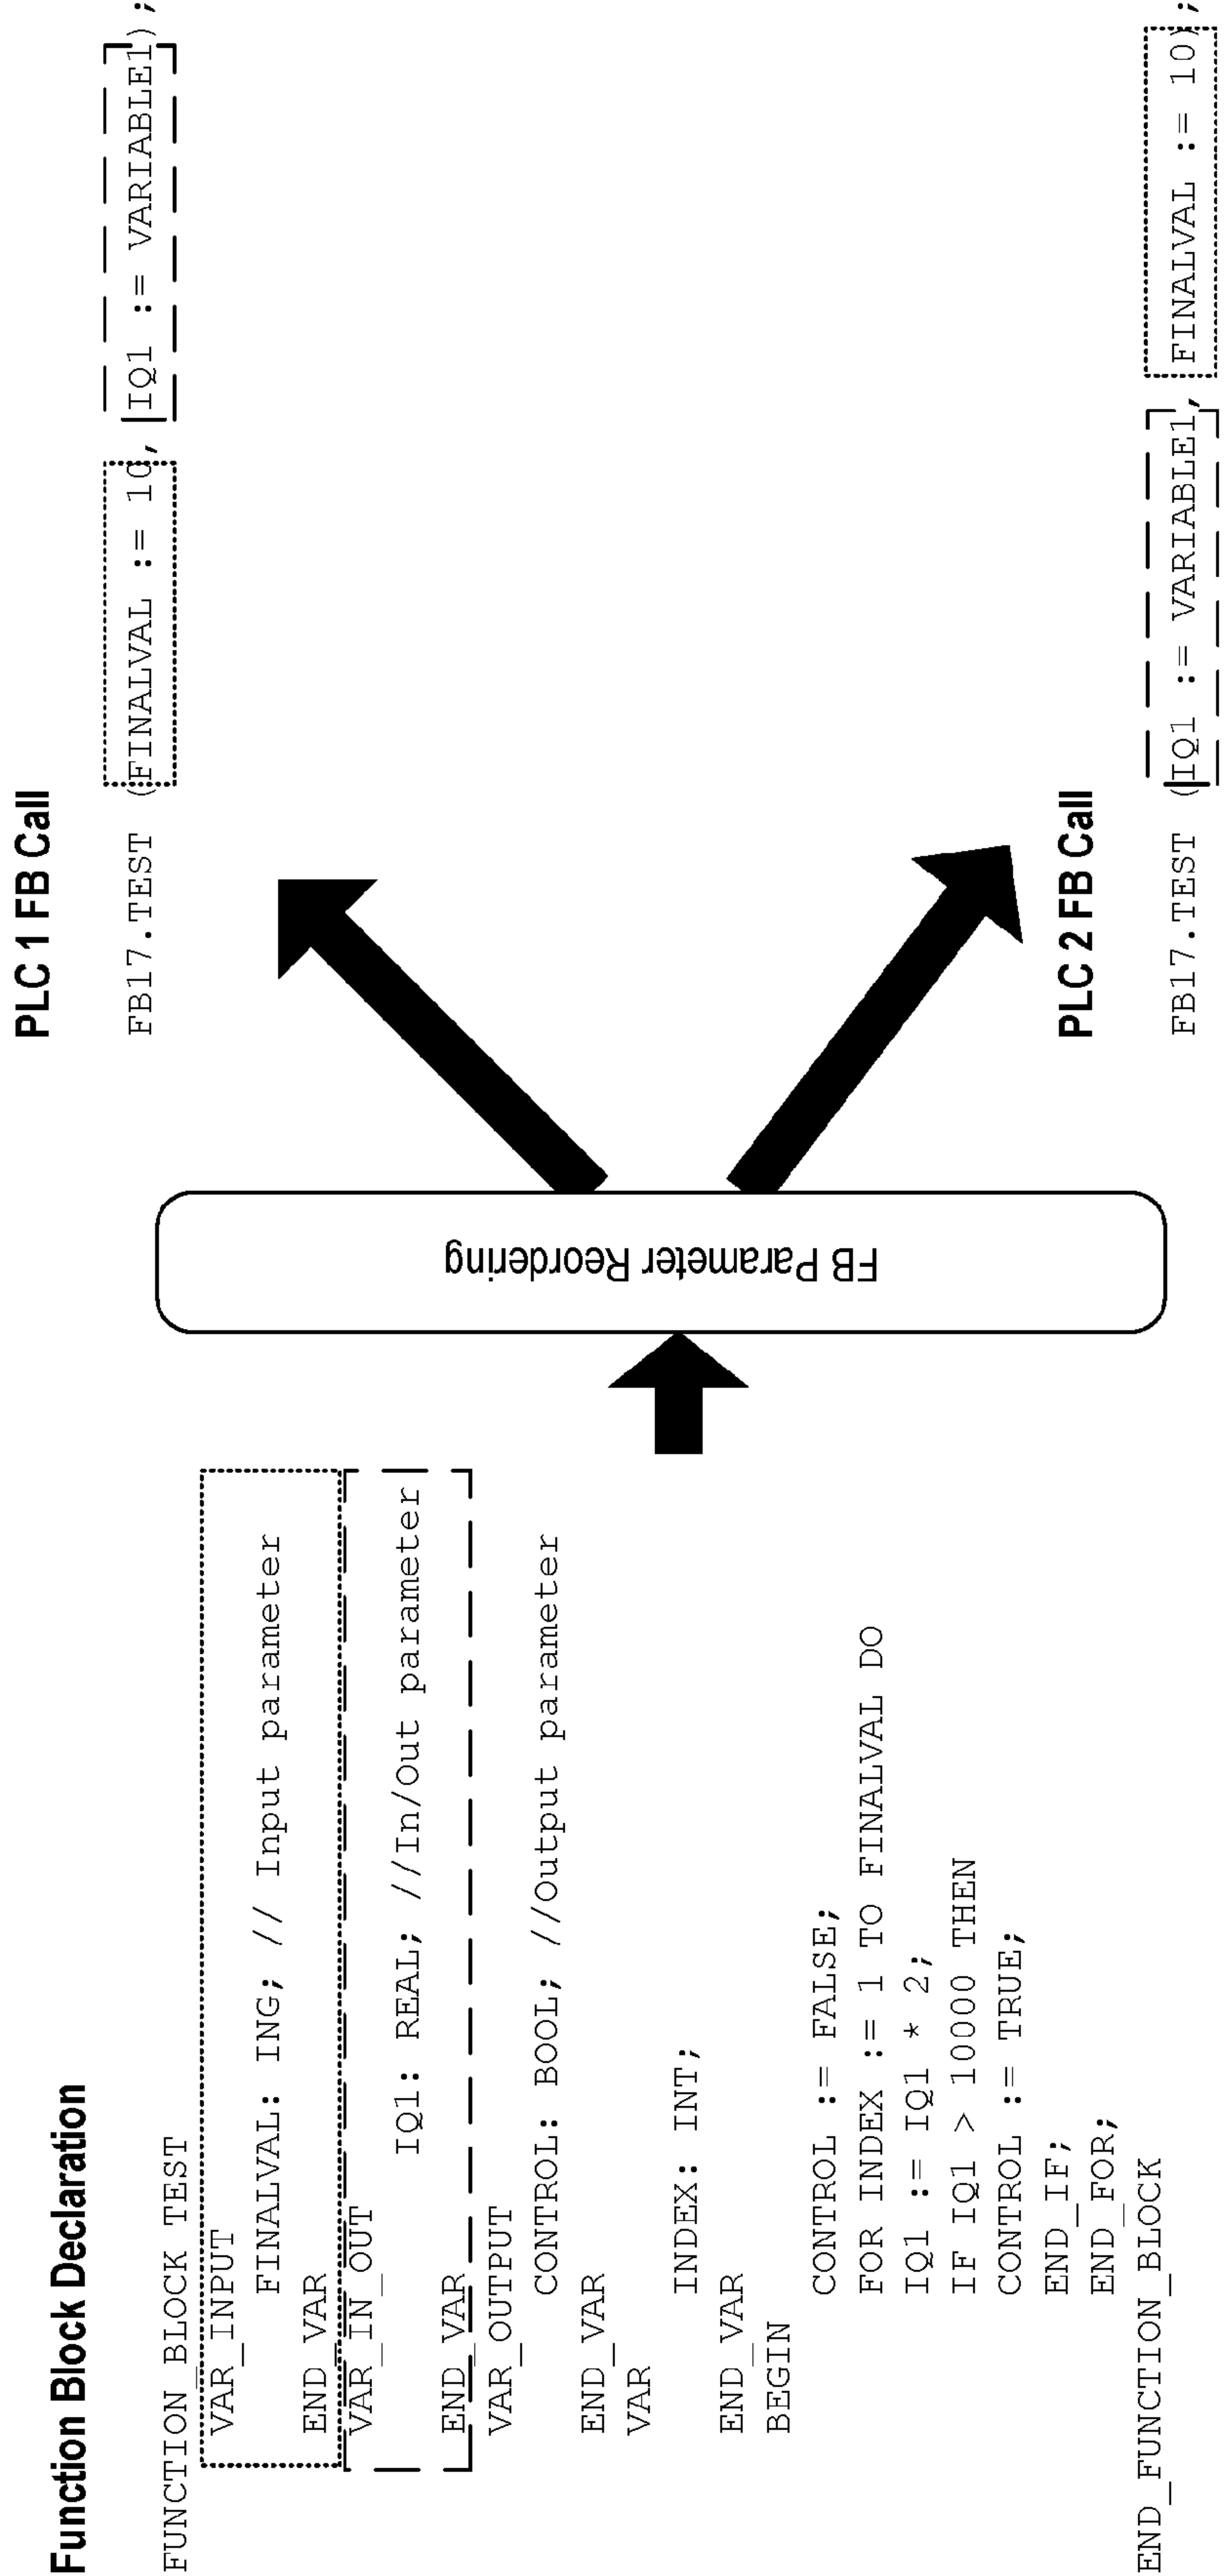 Function Block Declaration
FUNCTION_BLOCK TEST
VAR_INPUT
FINALVAL: ING; // Input parameter
END_VAR
VAR_IN_OUT
IQ1: REAL; //In/out parameter
END_VAR
VAR_OUTPUT
CONTROL: BOOL; //Output parameter
END_VAR
VAR
INDEX: INT;
END_VAR
BEGIN
CONTROL := FALSE;
FOR INDEX := 1 TO FINALVAL DO
IQ1 := IQ1 * 2;
IF IQ1 > 10000 THEN
CONTROL := TRUE;
END_IF;
END_FOR;
END_FUNCTION_BLOCK
FB Parameter Reordering
PLC 1 FB Call
FB17.TEST (FINALVAL := 10, IQ1 := VARIABLE1);
PLC 2 FB Call
FB17.TEST (IQ1 := VARIABLE1, FINALVAL := 10);